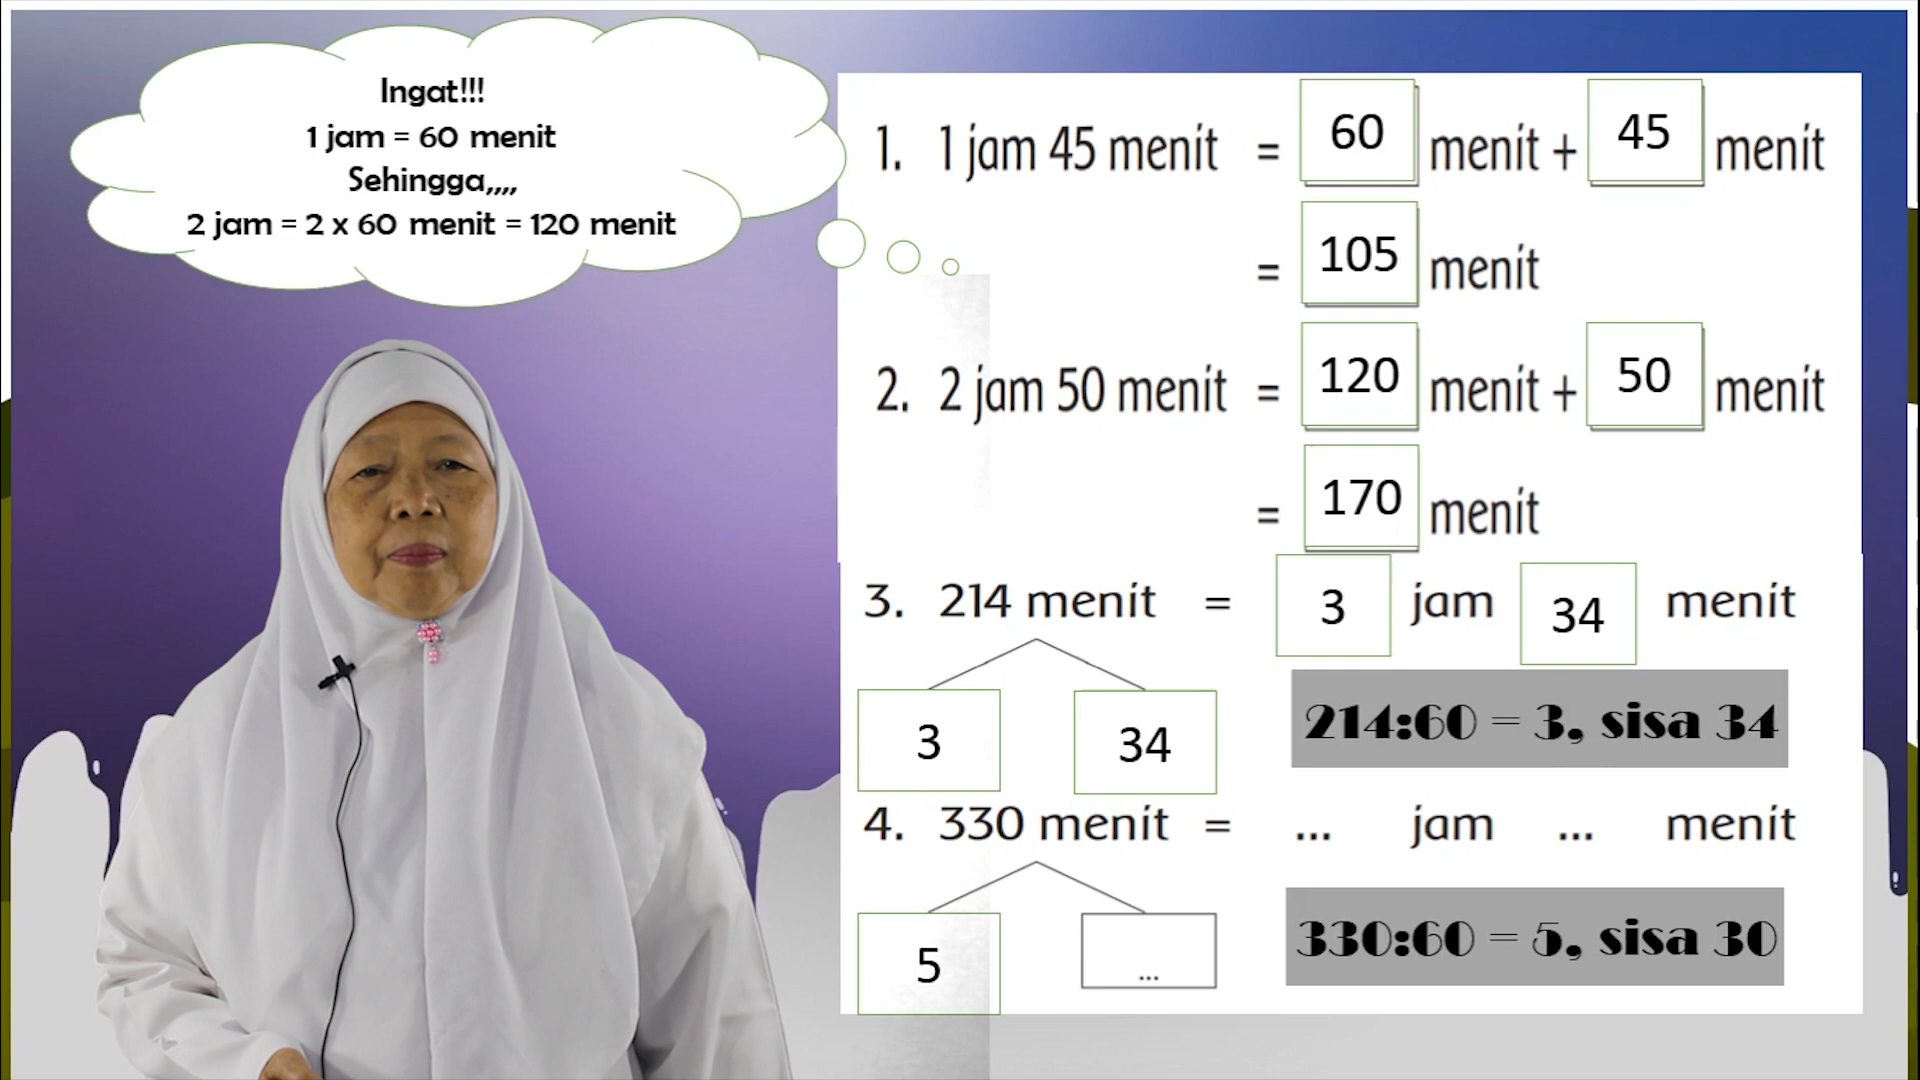 Ingat!!!
1 jam = 60 menit
Sehingga,,,,
2 jam = 2 x 60 menit = 120 menit
1. 1 jam 45 menit = 60 menit + 45 menit
= 105 menit
2. 2 jam 50 menit = 120 menit + 50 menit
= 170 menit
3. 214 menit = 3 jam 34 menit
3 34
214:60 = 3, sisa 34
4. 330 menit = ... jam ... menit
5 ...
330:60 = 5, sisa 30